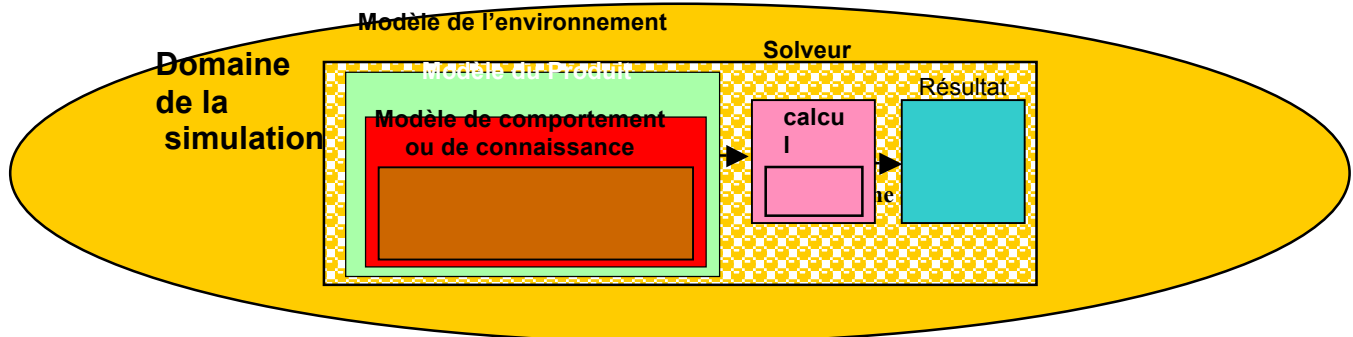 Modèle de l'environnement
Domaine
de la
simulation
Solveur
Modèle du Produit
Résultat
Modèle de comportement
ou de connaissance
calcu
l